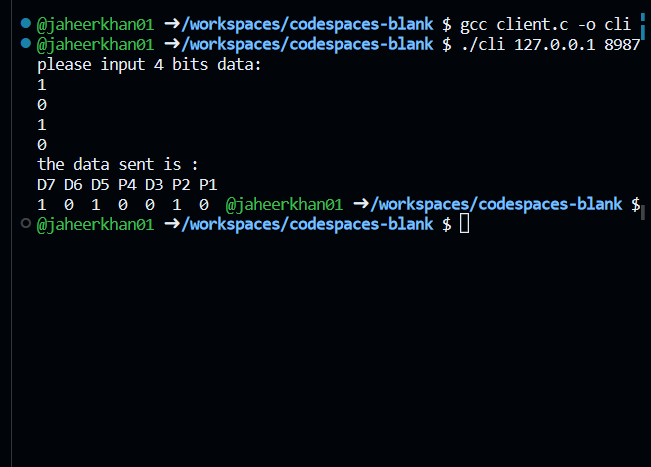 @jaheerkhan01 ➜/workspaces/codespaces-blank $ gcc client.c -o cli
@jaheerkhan01 ➜/workspaces/codespaces-blank $ ./cli 127.0.0.1 8987
please input 4 bits data:
1
0
1
0
the data sent is :
D7 D6 D5 P4 D3 P2 P1
1 0 1 0 0 1 0 @jaheerkhan01 ➜/workspaces/codespaces-blank $
@jaheerkhan01 ➜/workspaces/codespaces-blank $